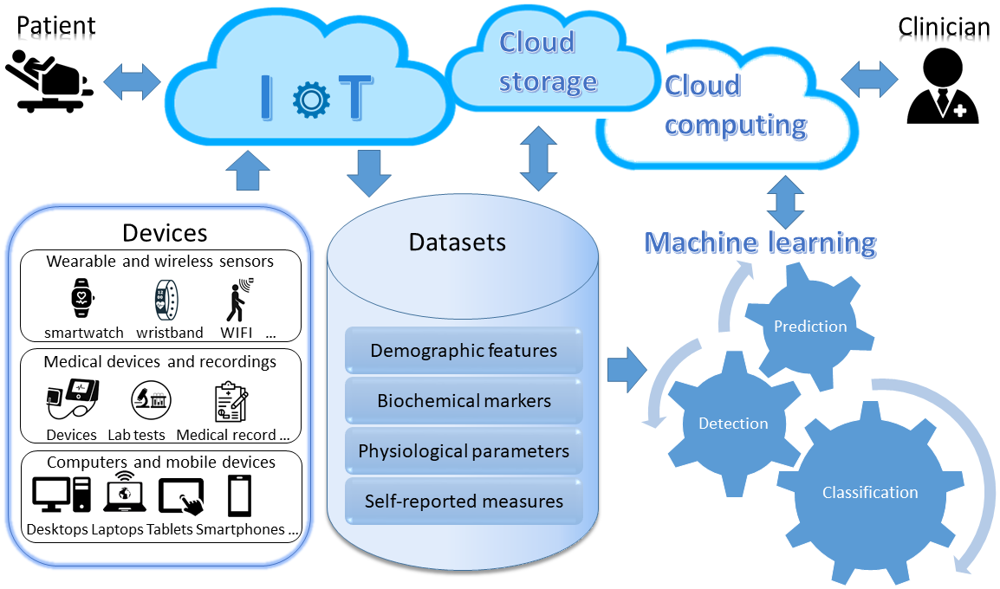 Patient
IoT
Cloud
storage
Cloud
computing
Clinician
Devices
Wearable and wireless sensors
smartwatch wristband WIFI ...
Medical devices and recordings
Devices Lab tests Medical record ...
Computers and mobile devices
Desktops Laptops Tablets Smartphones ...
Datasets
Demographic features
Biochemical markers
Physiological parameters
Self-reported measures
Machine learning
Prediction
Detection
Classification